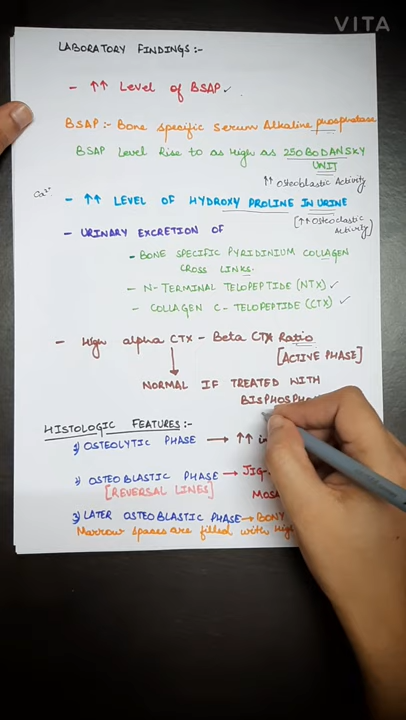 VITA
LABORATORY FINDINGS:-
- ↑↑ Level of BSAP ✓
BSAP:- Bone specific serum Alkaline phosphatase
BSAP Level Rise to as High as 250 BODANSKY
UNIT
↑↑ Osteoblastic Activity
Ca²⁺
- ↑↑ LEVEL OF HYDROXY PROLINE IN URINE
[↑↑ Osteoclastic
Activity]
- URINARY EXCRETION OF
- BONE SPECIFIC PYRIDINIUM COLLAGEN
CROSS LINKS.
- N-TERMINAL TELOPEPTIDE (NTX) ✓
- COLLAGEN C-TELOPEPTIDE (CTX) ✓
- High alpha CTX - Beta CTX Ratio
[ACTIVE PHASE]
↓
NORMAL IF TREATED WITH
HISTOLOGIC FEATURES:-
1) OSTEOLYTIC PHASE → ↑↑
2) OSTEOBLASTIC PHASE →
[REVERSAL LINES]
3) LATER OSTEOBLASTIC PHASE → BONY
Marrow spaces are filled with